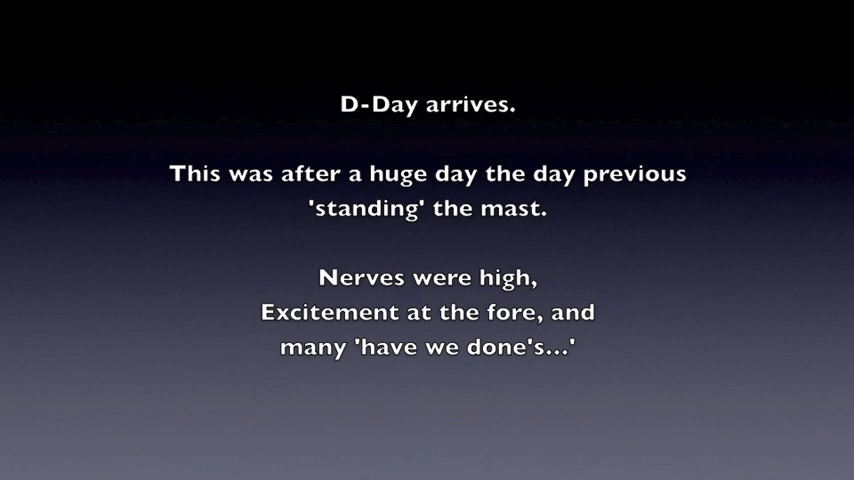 D-Day arrives.
This was after a huge day the day previous
'standing' the mast.
Nerves were high,
Excitement at the fore, and
many 'have we done's...'